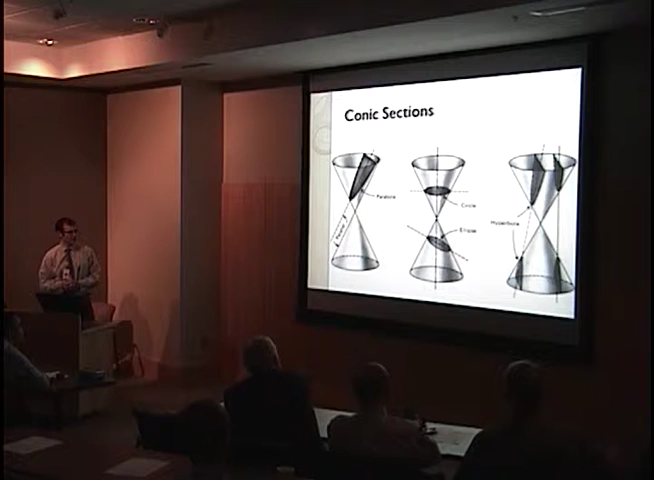 Conic Sections
Parabola
Circle
Ellipse
Hyperbola